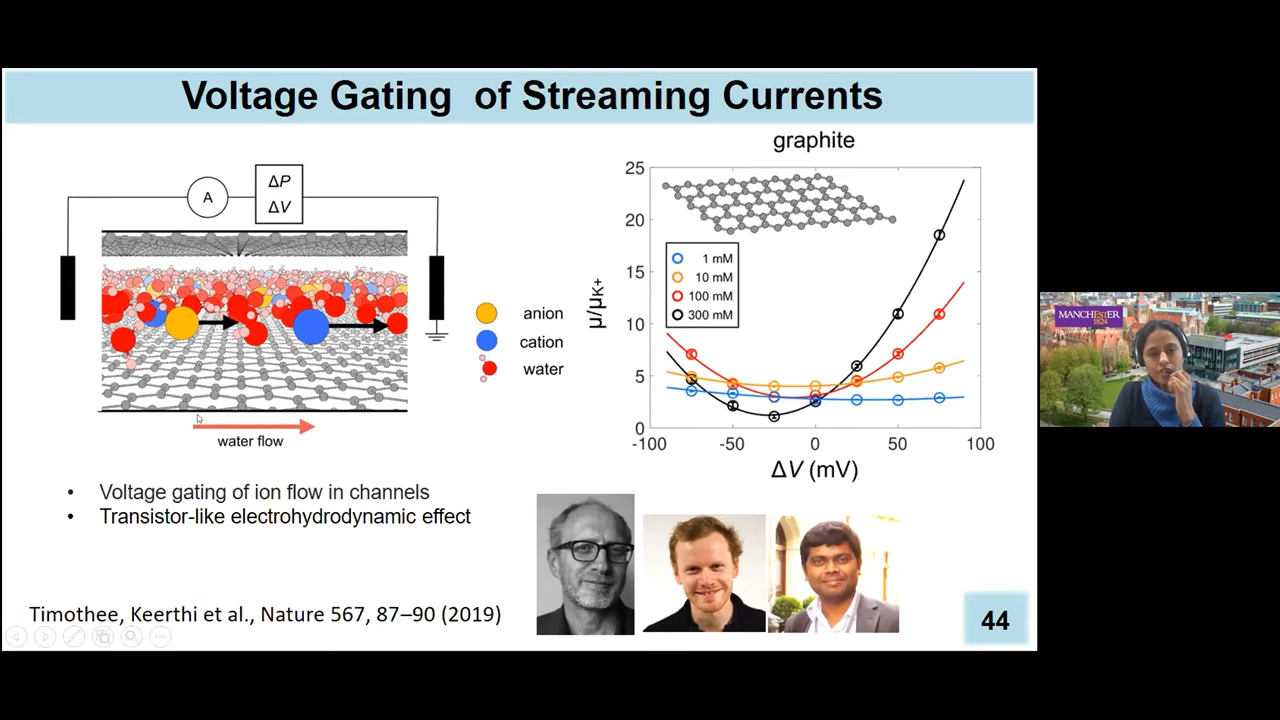 Voltage Gating of Streaming Currents
A
ΔP
ΔV
anion
cation
water
water flow
graphite
25
20
15
10
5
0
μ/μK+
1 mM
10 mM
100 mM
300 mM
-100 -50 0 50 100
ΔV (mV)
• Voltage gating of ion flow in channels
• Transistor-like electrohydrodynamic effect
Timothee, Keerthi et al., Nature 567, 87–90 (2019)
44
MANCHESTER
1824